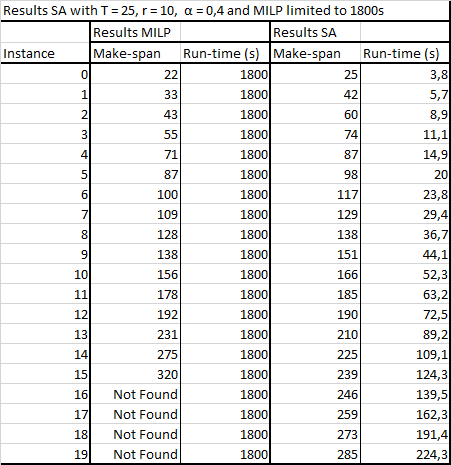 Results SA with T = 25, r = 10, α = 0,4 and MILP limited to 1800s
Results MILP Results SA
Instance Make-span Run-time (s) Make-span Run-time (s)
0 22 1800 25 3,8
1 33 1800 42 5,7
2 43 1800 60 8,9
3 55 1800 74 11,1
4 71 1800 87 14,9
5 87 1800 98 20
6 100 1800 117 23,8
7 109 1800 129 29,4
8 128 1800 138 36,7
9 138 1800 151 44,1
10 156 1800 166 52,3
11 178 1800 185 63,2
12 192 1800 190 72,5
13 231 1800 210 89,2
14 275 1800 225 109,1
15 320 1800 239 124,3
16 Not Found 1800 246 139,5
17 Not Found 1800 259 162,3
18 Not Found 1800 273 191,4
19 Not Found 1800 285 224,3